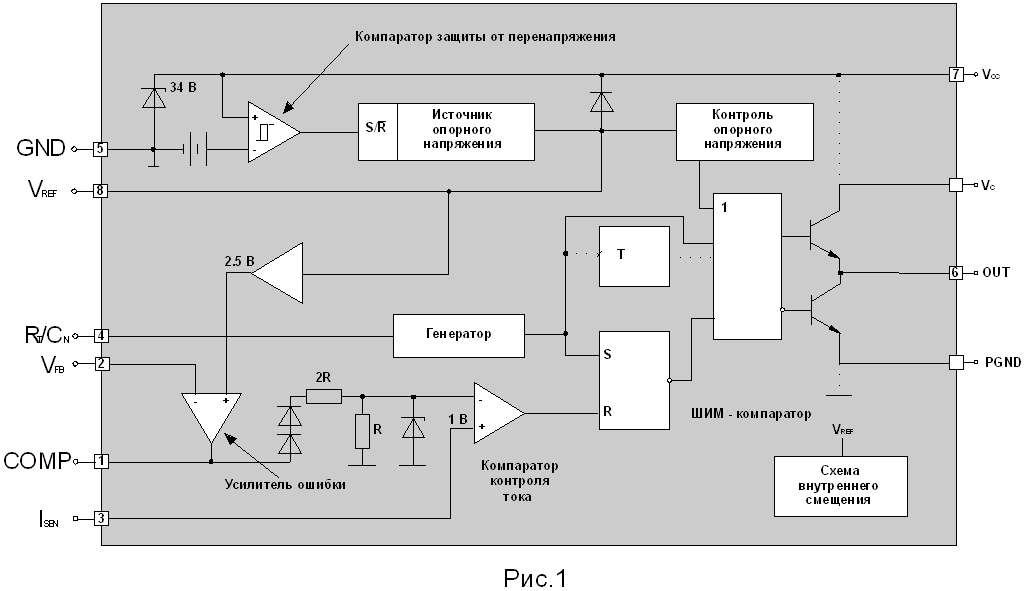 Компаратор защиты от перенапряжения
34 В
+
-
S/R̅
Источник
опорного
напряжения
Контроль
опорного
напряжения
7
Vcc
GND
5
VREF
8
Vc
1
2.5 В
T
6
OUT
RT/CN
4
Генератор
VFB
2
- +
2R
R
S
R
1 В
-
+
PGND
ШИМ - компаратор
VREF
COMP
1
Усилитель ошибки
Компаратор
контроля
тока
Схема
внутреннего
смещения
ISEN
3
Рис.1